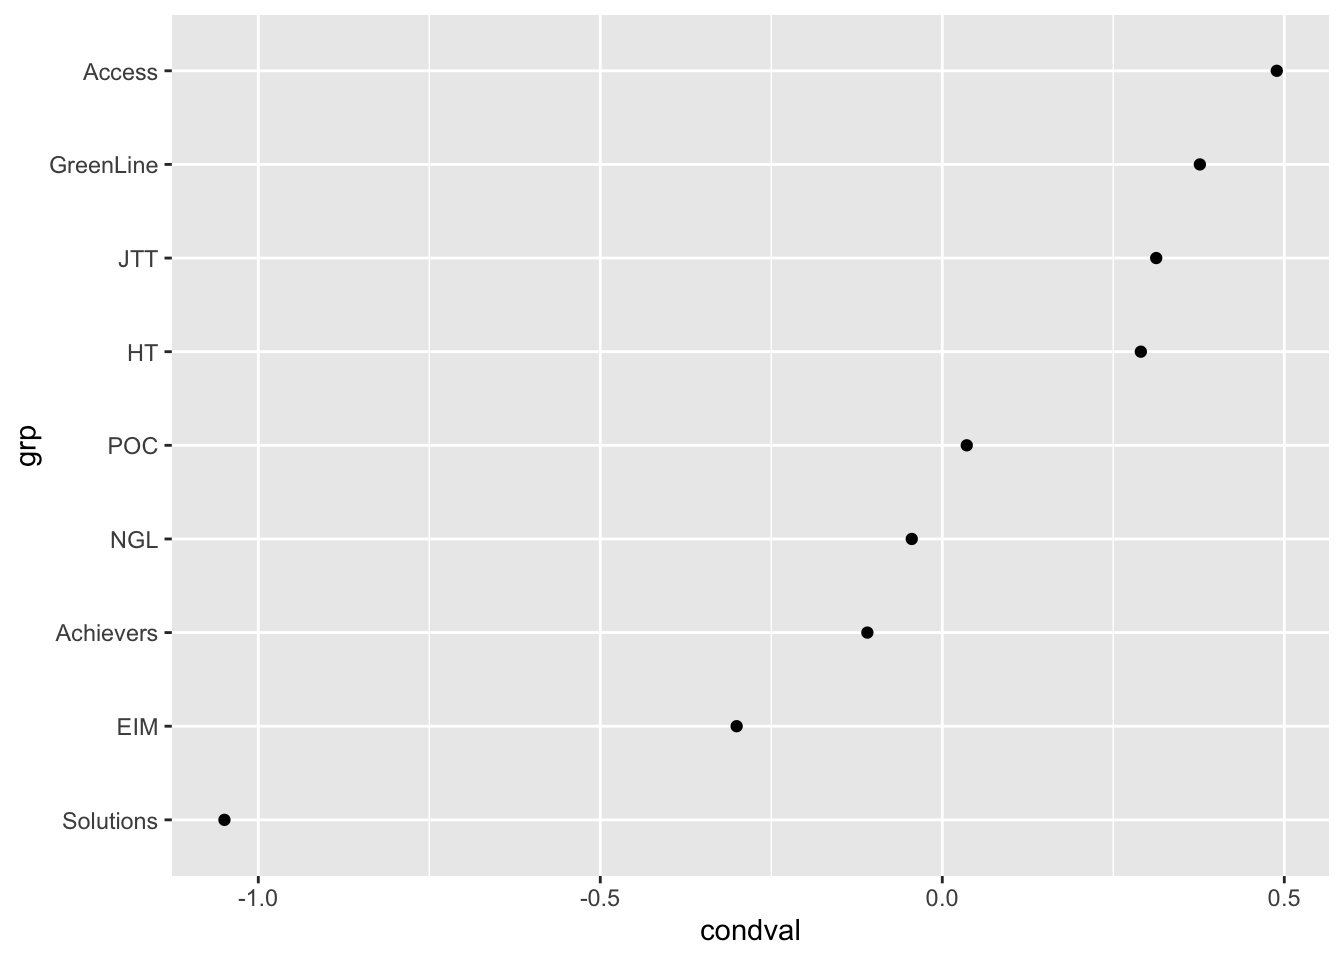 Access
GreenLine
JTT
HT
POC
NGL
Achievers
EIM
Solutions
grp
-1.0 -0.5 0.0 0.5
condval